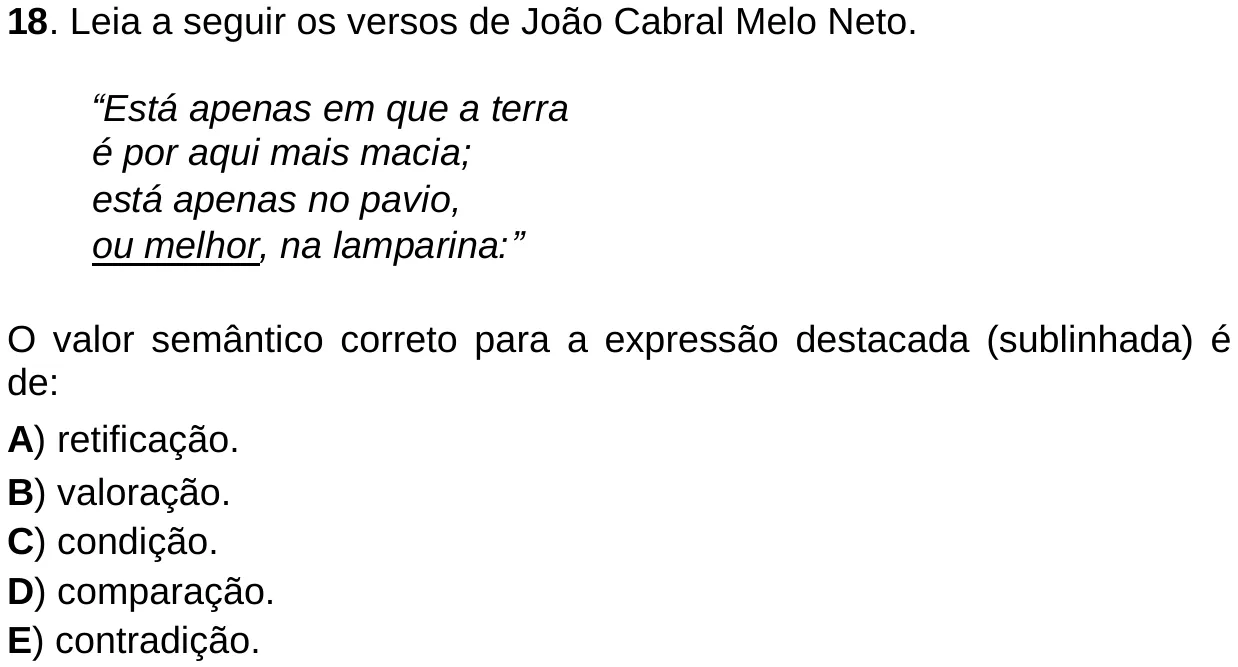 18. Leia a seguir os versos de João Cabral Melo Neto.
“Está apenas em que a terra
é por aqui mais macia;
está apenas no pavio,
ou melhor, na lamparina:”
O valor semântico correto para a expressão destacada (sublinhada) é
de:
A) retificação.
B) valoração.
C) condição.
D) comparação.
E) contradição.